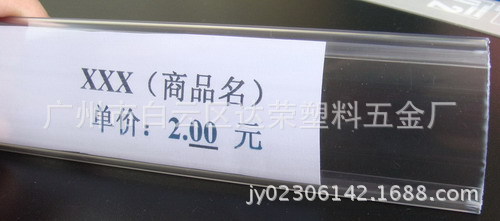 XXX（商品名）
广州市白云区达荣塑料五金厂
单价：2.00 元
jy02306142.1688.com